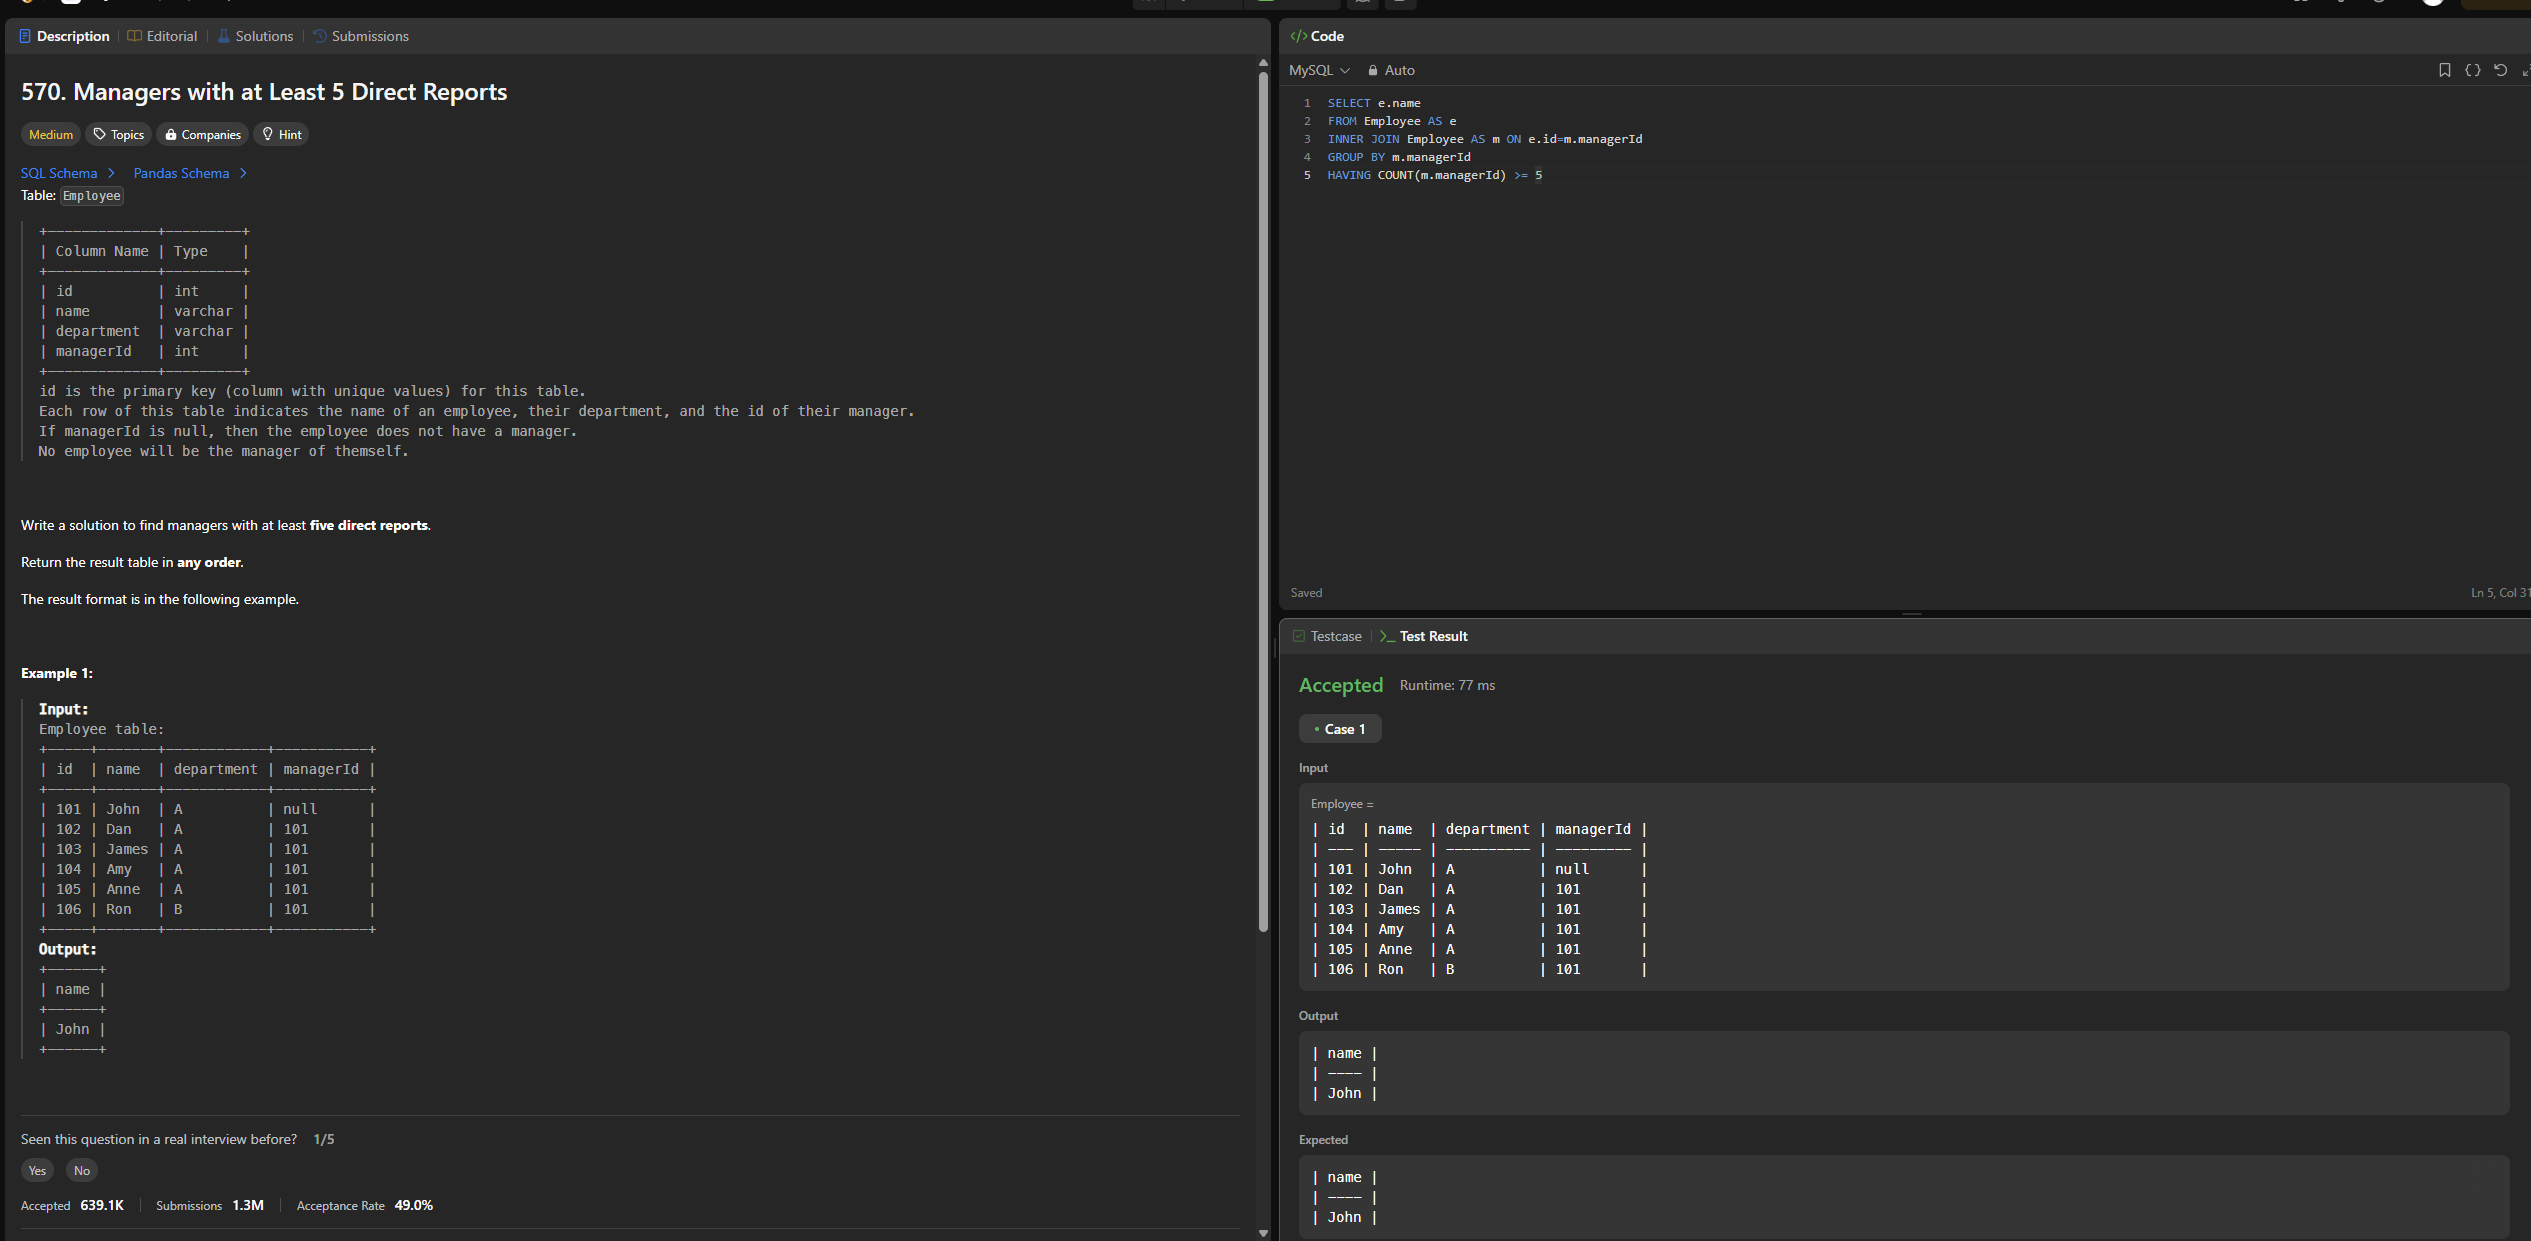 Description
Editorial
Solutions
Submissions
570. Managers with at Least 5 Direct Reports
Medium
Topics
Companies
Hint
SQL Schema
Pandas Schema
Table: Employee
+-------------+---------+
| Column Name | Type    |
+-------------+---------+
| id          | int     |
| name        | varchar |
| department  | varchar |
| managerId   | int     |
+-------------+---------+
id is the primary key (column with unique values) for this table.
Each row of this table indicates the name of an employee, their department, and the id of their manager.
If managerId is null, then the employee does not have a manager.
No employee will be the manager of themself.
Write a solution to find managers with at least five direct reports.
Return the result table in any order.
The result format is in the following example.
Example 1:
Input:
Employee table:
+-----+-------+------------+-----------+
| id  | name  | department | managerId |
+-----+-------+------------+-----------+
| 101 | John  | A          | null      |
| 102 | Dan   | A          | 101       |
| 103 | James | A          | 101       |
| 104 | Amy   | A          | 101       |
| 105 | Anne  | A          | 101       |
| 106 | Ron   | B          | 101       |
+-----+-------+------------+-----------+
Output:
+------+
| name |
+------+
| John |
+------+
Seen this question in a real interview before? 1/5
Yes No
Accepted 639.1K Submissions 1.3M Acceptance Rate 49.0%
</> Code
MySQL Auto
1 SELECT e.name
2 FROM Employee AS e
3 INNER JOIN Employee AS m ON e.id=m.managerId
4 GROUP BY m.managerId
5 HAVING COUNT(m.managerId) >= 5
Saved
Ln 5, Col 31
Testcase
>_ Test Result
Accepted Runtime: 77 ms
• Case 1
Input
Employee =
| id  | name  | department | managerId |
| --- | ----- | ---------- | --------- |
| 101 | John  | A          | null      |
| 102 | Dan   | A          | 101       |
| 103 | James | A          | 101       |
| 104 | Amy   | A          | 101       |
| 105 | Anne  | A          | 101       |
| 106 | Ron   | B          | 101       |
Output
| name |
| ---- |
| John |
Expected
| name |
| ---- |
| John |